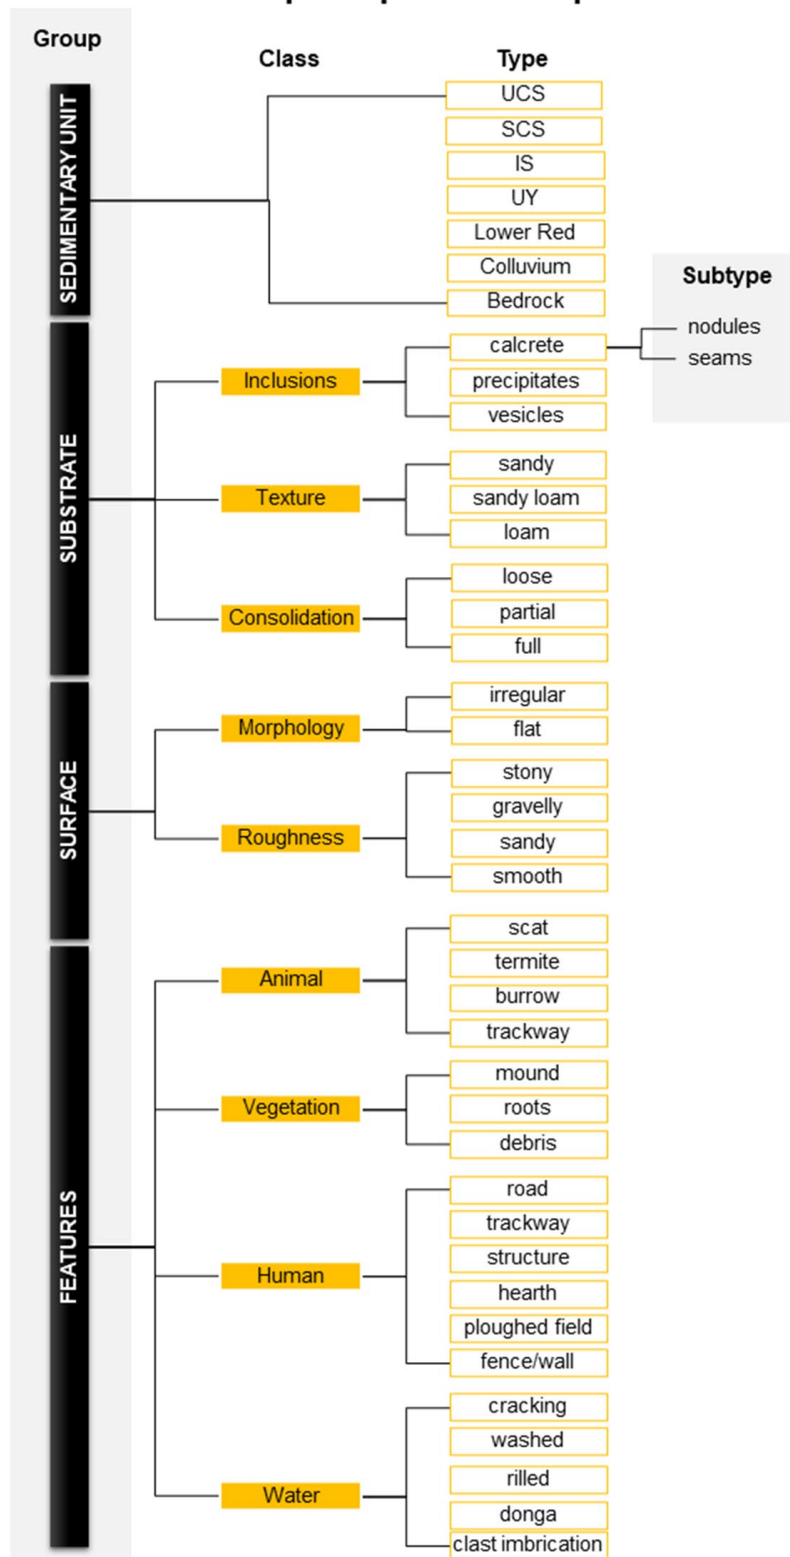 Group
Class
Type
SEDIMENTARY UNIT
UCS
SCS
IS
UY
Lower Red
Colluvium
Bedrock
Subtype
nodules
seams
SUBSTRATE
Inclusions
calcrete
precipitates
vesicles
Texture
sandy
sandy loam
loam
Consolidation
loose
partial
full
SURFACE
Morphology
irregular
flat
Roughness
stony
gravelly
sandy
smooth
FEATURES
Animal
scat
termite
burrow
trackway
Vegetation
mound
roots
debris
Human
road
trackway
structure
hearth
ploughed field
fence/wall
Water
cracking
washed
rilled
donga
clast imbrication